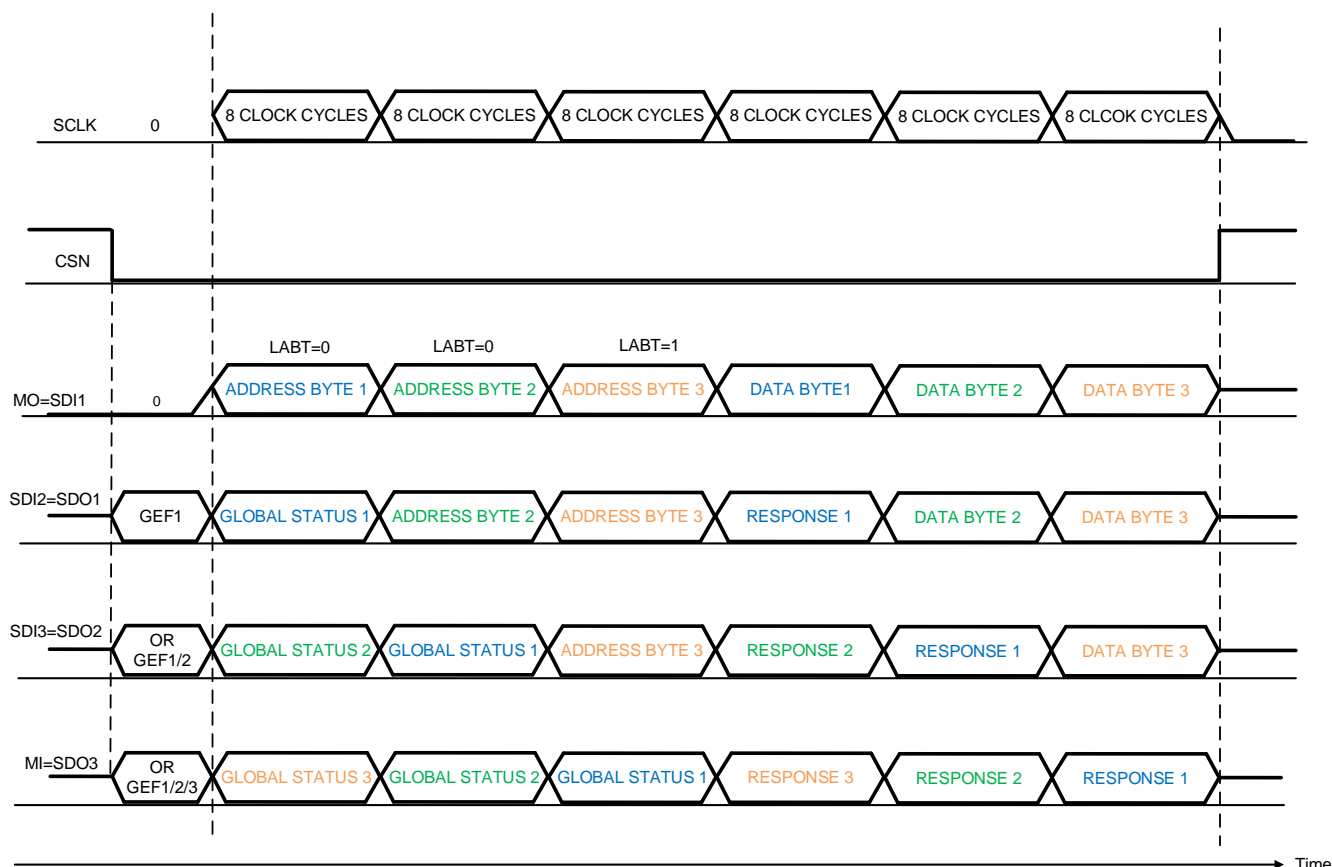 SCLK 0 8 CLOCK CYCLES 8 CLOCK CYCLES 8 CLOCK CYCLES 8 CLOCK CYCLES 8 CLOCK CYCLES 8 CLCOK CYCLES
CSN
LABT=0 LABT=0 LABT=1
MO=SDI1 0 ADDRESS BYTE 1 ADDRESS BYTE 2 ADDRESS BYTE 3 DATA BYTE1 DATA BYTE 2 DATA BYTE 3
SDI2=SDO1 GEF1 GLOBAL STATUS 1 ADDRESS BYTE 2 ADDRESS BYTE 3 RESPONSE 1 DATA BYTE 2 DATA BYTE 3
SDI3=SDO2 OR
GEF1/2 GLOBAL STATUS 2 GLOBAL STATUS 1 ADDRESS BYTE 3 RESPONSE 2 RESPONSE 1 DATA BYTE 3
MI=SDO3 OR
GEF1/2/3 GLOBAL STATUS 3 GLOBAL STATUS 2 GLOBAL STATUS 1 RESPONSE 3 RESPONSE 2 RESPONSE 1
Time